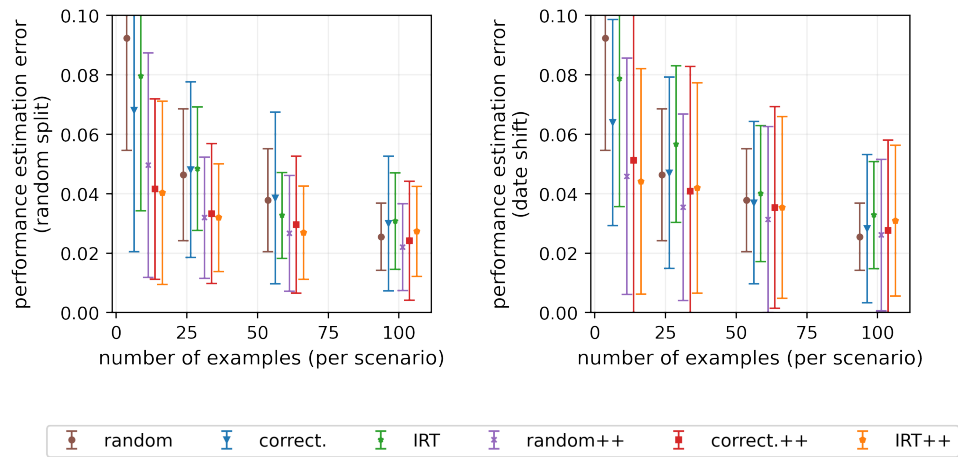 performance estimation error
(random split)
0.10
0.08
0.06
0.04
0.02
0.00
0 25 50 75 100
number of examples (per scenario)
performance estimation error
(date shift)
0.10
0.08
0.06
0.04
0.02
0.00
0 25 50 75 100
number of examples (per scenario)
random correct. IRT random++ correct.++ IRT++